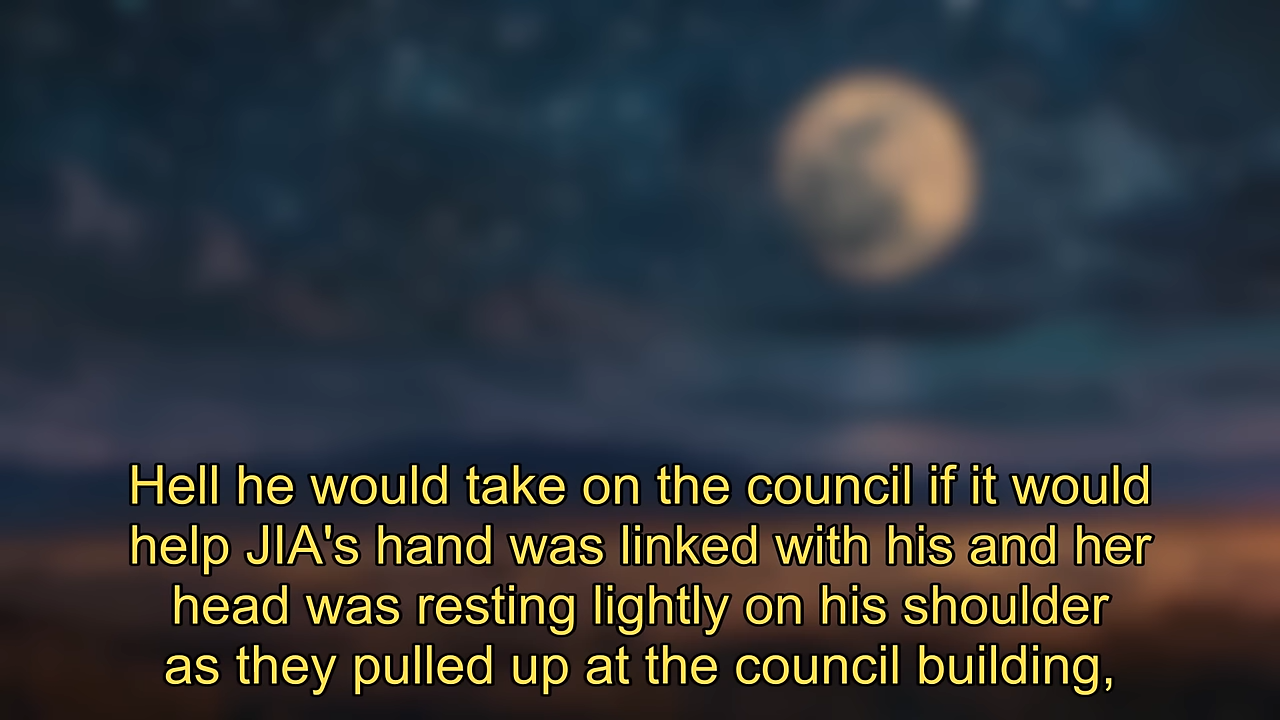 Hell he would take on the council if it would
help JIA's hand was linked with his and her
head was resting lightly on his shoulder
as they pulled up at the council building,